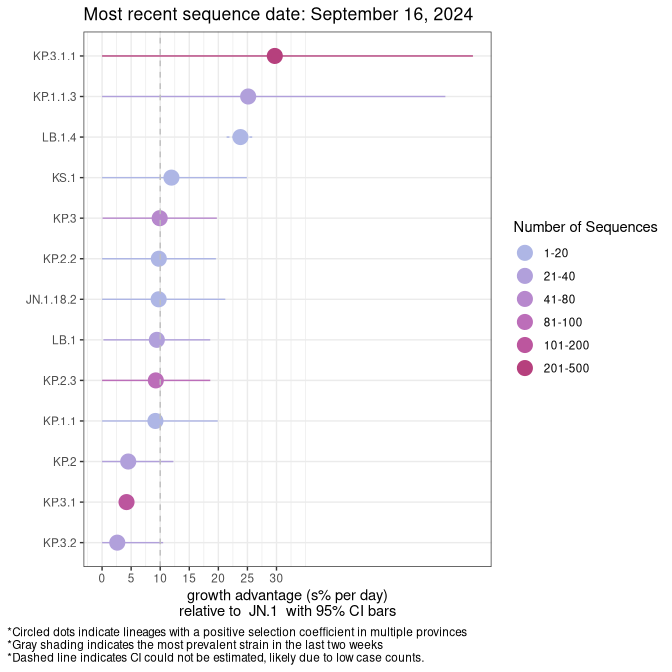 Most recent sequence date: September 16, 2024
KP.3.1.1
KP.1.1.3
LB.1.4
KS.1
KP.3
KP.2.2
JN.1.18.2
LB.1
KP.2.3
KP.1.1
KP.2
KP.3.1
KP.3.2
0 5 10 15 20 25 30
growth advantage (s% per day)
relative to JN.1 with 95% CI bars
Number of Sequences
1-20
21-40
41-80
81-100
101-200
201-500
*Circled dots indicate lineages with a positive selection coefficient in multiple provinces
*Gray shading indicates the most prevalent strain in the last two weeks
*Dashed line indicates CI could not be estimated, likely due to low case counts.